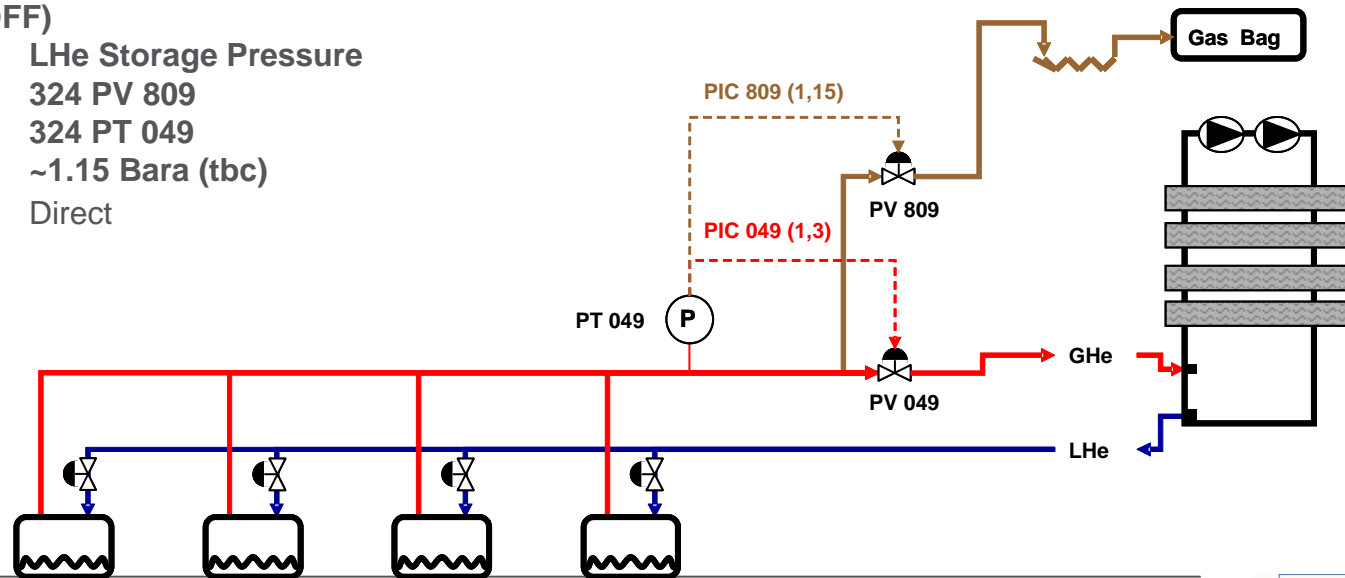 FF)
LHe Storage Pressure
324 PV 809
324 PT 049
~1.15 Bara (tbc)
Direct
Gas Bag
PIC 809 (1,15)
PV 809
PIC 049 (1,3)
PT 049
P
GHe
PV 049
LHe